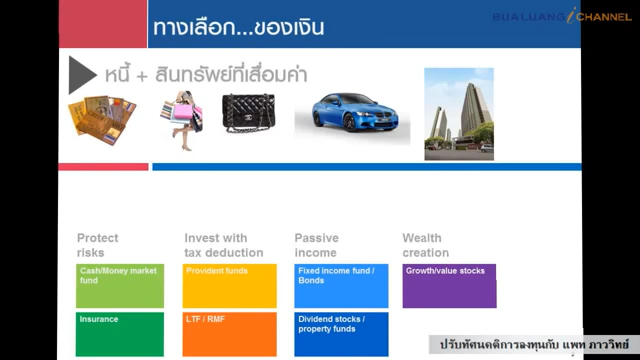 BUALUANG iCHANNEL
ทางเลือก...ของเงิน
หนี้ + สินทรัพย์ที่เสื่อมค่า
Protect
risks
Invest with
tax deduction
Passive
income
Wealth
creation
Cash/Money market
fund
Provident funds
Fixed income fund /
Bonds
Growth/value stocks
Insurance
LTF / RMF
Dividend stocks /
property funds
ปรับทัศนคติการลงทุนกับ แพท ภาววิทย์